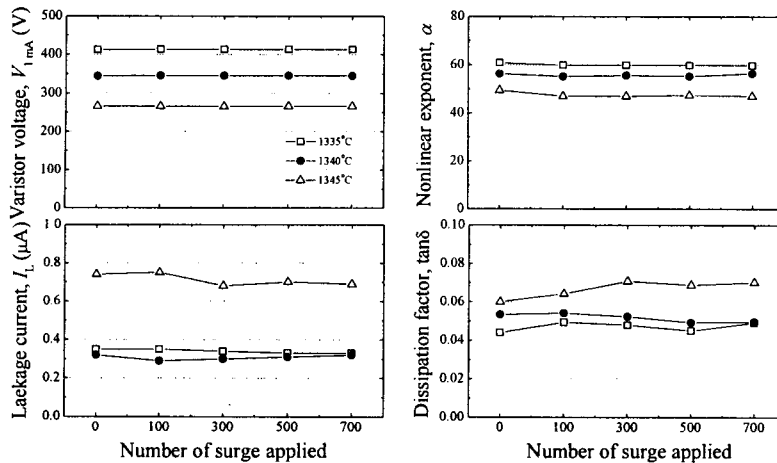 Varistor voltage, V1mA (V)
500
400
300
200
100
0
1335°C
1340°C
1345°C
Nonlinear exponent, α
80
60
40
20
0
Laekage current, IL (μA)
0.8
0.6
0.4
0.2
0.0
0 100 300 500 700
Number of surge applied
Dissipation factor, tanδ
0.10
0.08
0.06
0.04
0.02
0.00
0 100 300 500 700
Number of surge applied